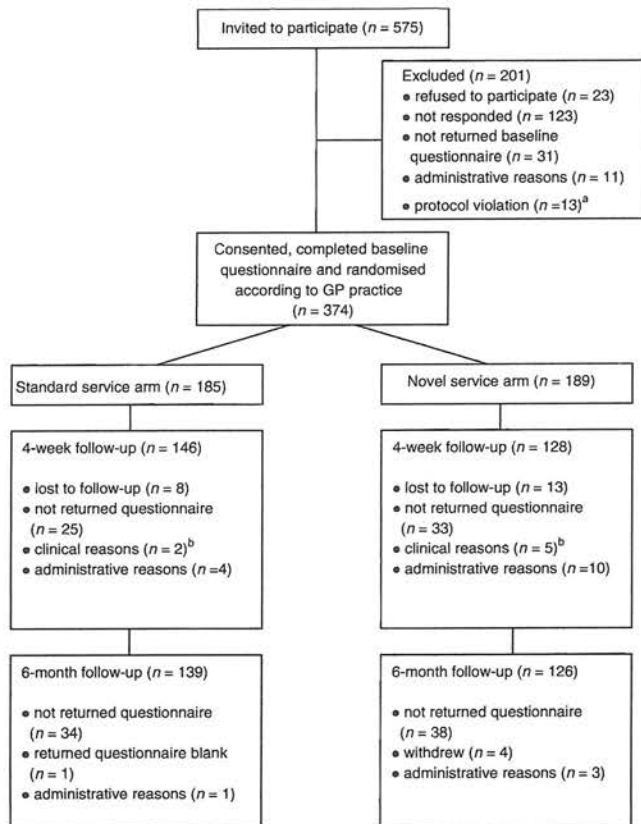 Invited to participate (n = 575)
Excluded (n = 201)
• refused to participate (n = 23)
• not responded (n = 123)
• not returned baseline
questionnaire (n = 31)
• administrative reasons (n = 11)
• protocol violation (n =13)a
Consented, completed baseline
questionnaire and randomised
according to GP practice
(n = 374)
Standard service arm (n = 185)
4-week follow-up (n = 146)
• lost to follow-up (n = 8)
• not returned questionnaire
(n = 25)
• clinical reasons (n = 2)b
• administrative reasons (n =4)
6-month follow-up (n = 139)
• not returned questionnaire
(n = 34)
• returned questionnaire blank
(n = 1)
• administrative reasons (n = 1)
Novel service arm (n = 189)
4-week follow-up (n = 128)
• lost to follow-up (n = 13)
• not returned questionnaire
(n = 33)
• clinical reasons (n = 5)b
• administrative reasons (n =10)
6-month follow-up (n = 126)
• not returned questionnaire
(n = 38)
• withdrew (n = 4)
• administrative reasons (n = 3)